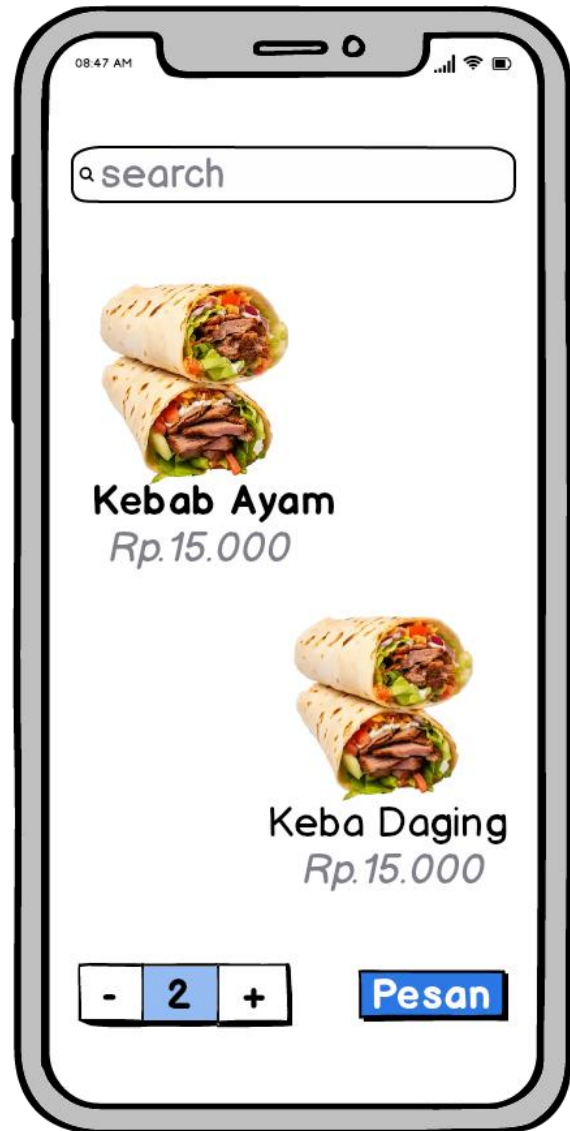 08:47 AM
search
Kebab Ayam
Rp.15.000
Keba Daging
Rp.15.000
- 2 +
Pesan